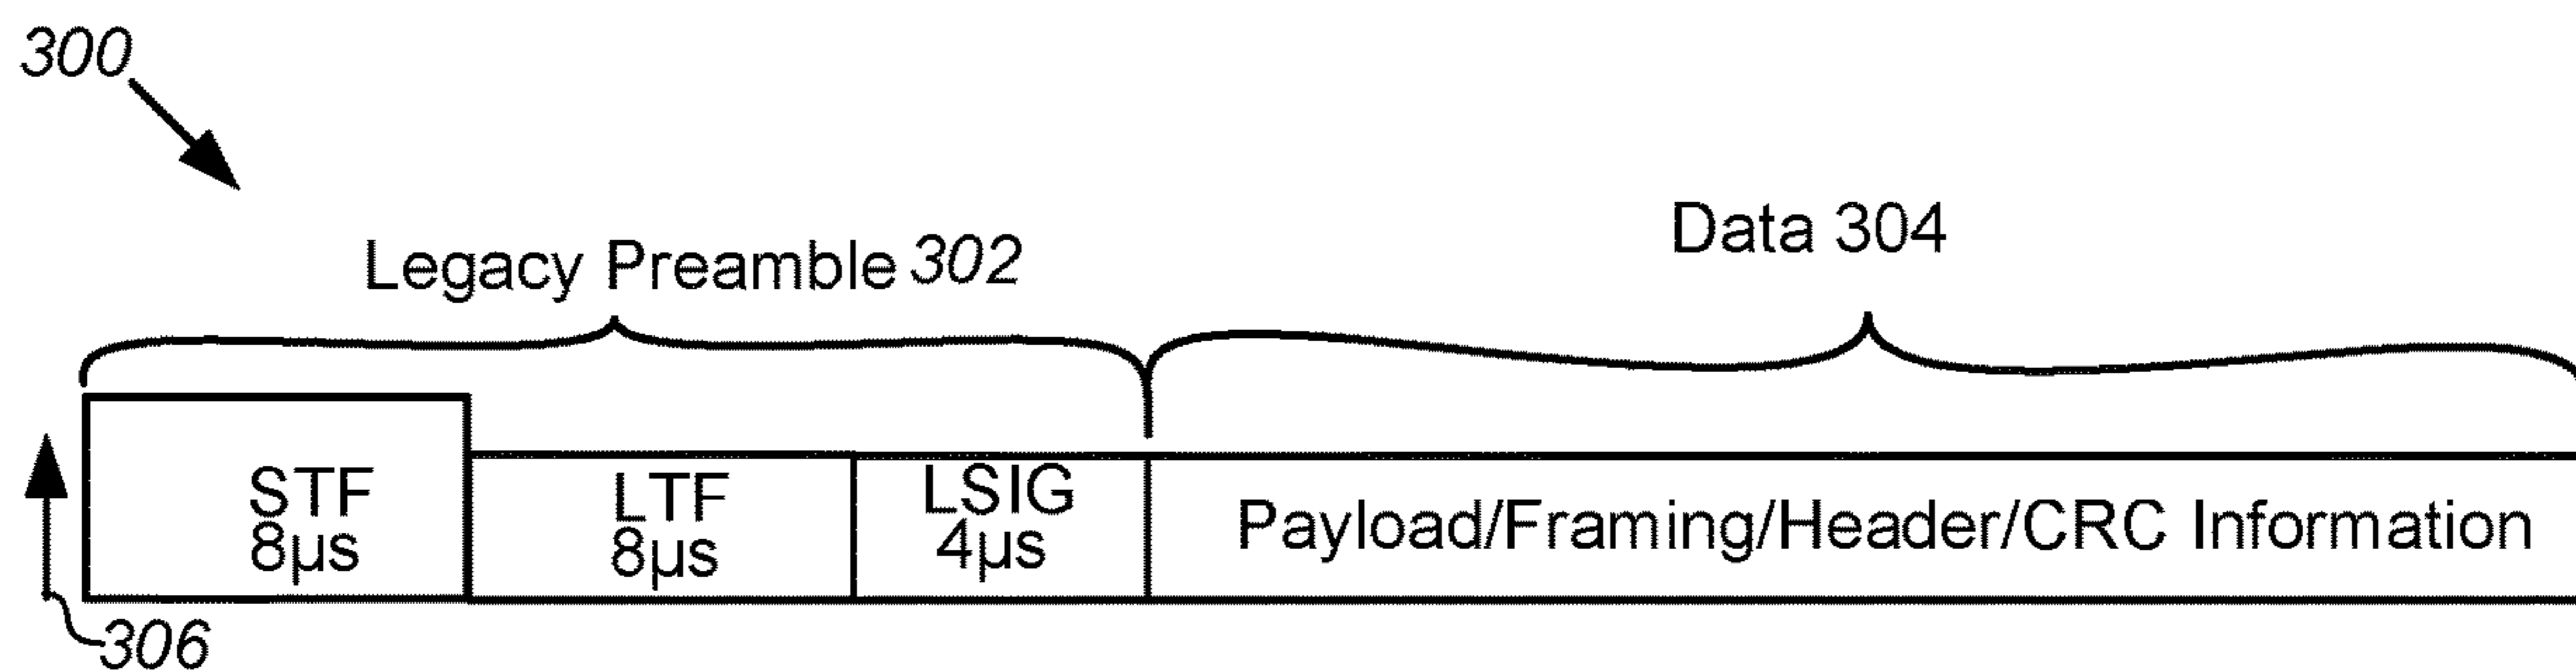 300
Data 304
Legacy Preamble 302
STF
8µs
LTF
8µs
LSIG
4µs
Payload/Framing/Header/CRC Information
306